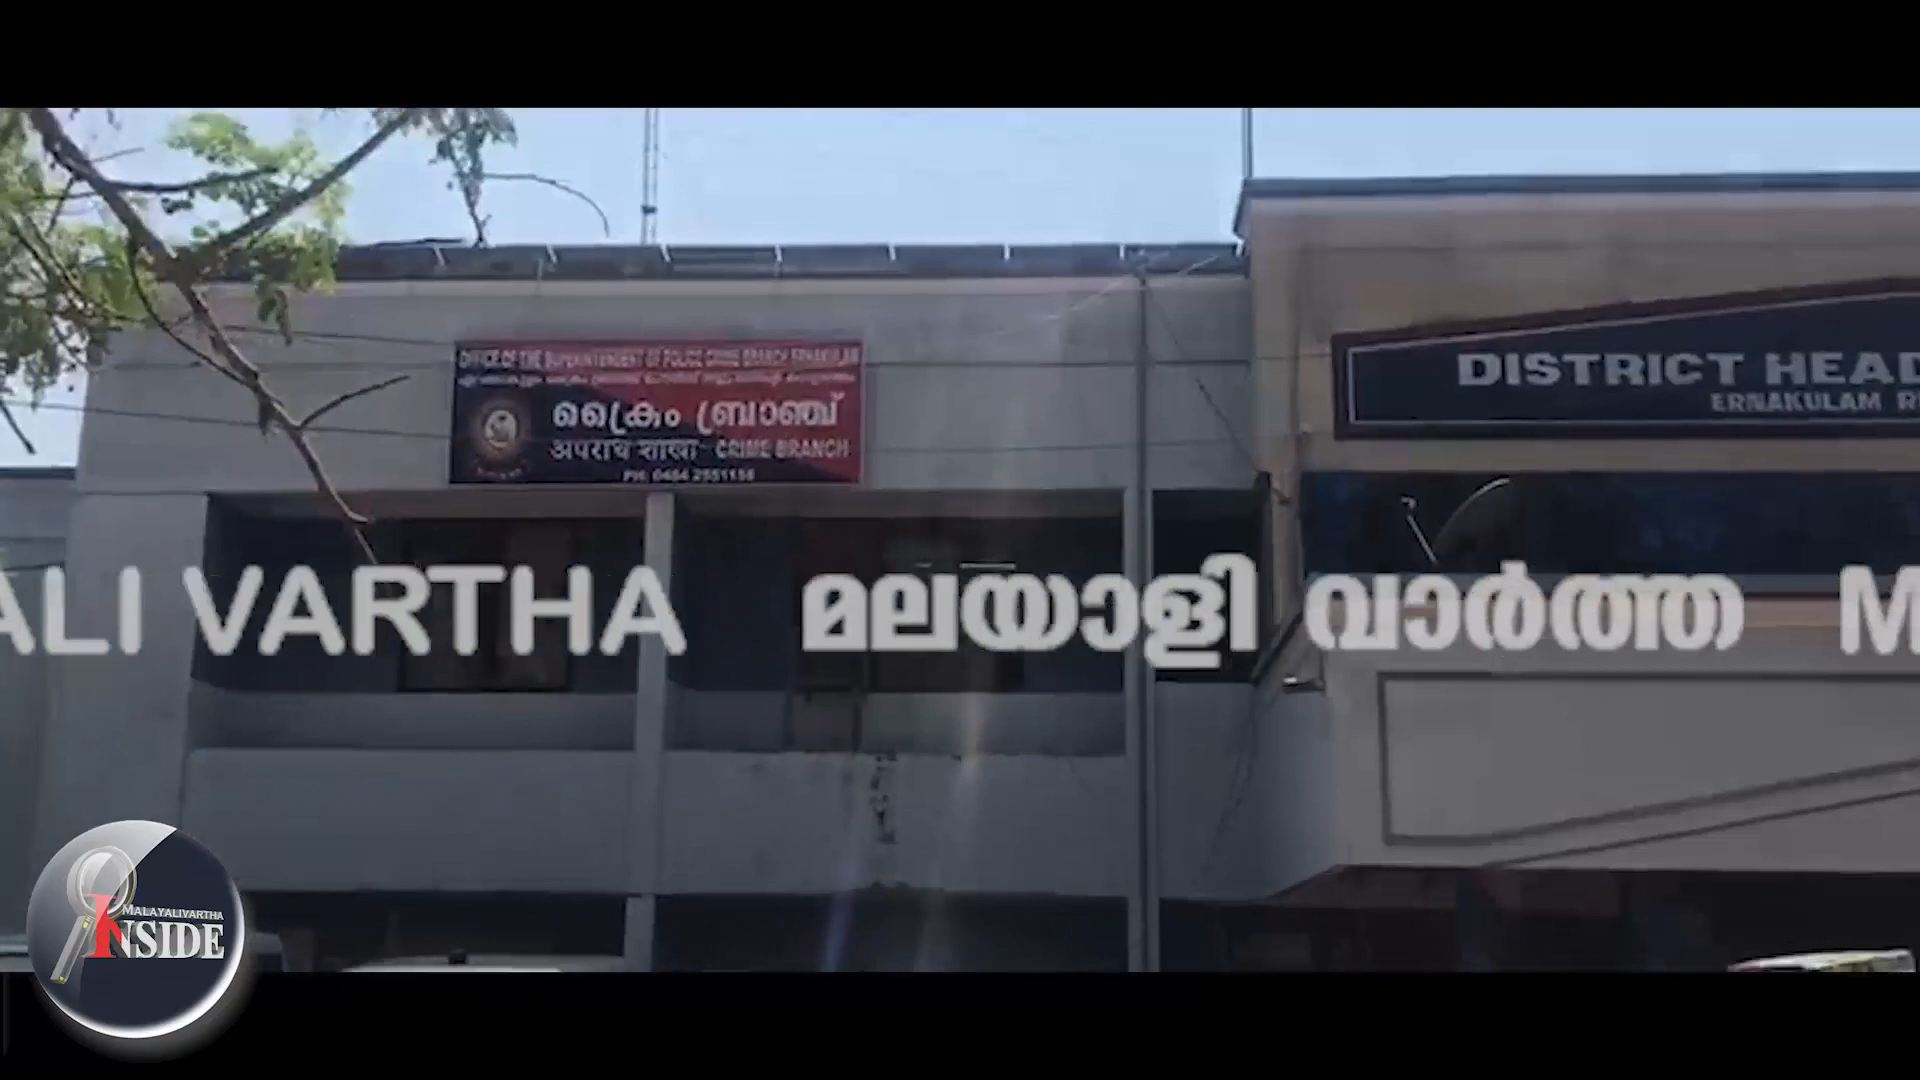 OFFICE OF THE SUPERINTENDENT OF POLICE CRIME BRANCH ERNAKULAM
ക്രൈം ബ്രാഞ്ച്
अपराध शाखा CRIME BRANCH
PH: 0484 2551158
DISTRICT HEAD
ERNAKULAM R
ALI VARTHA മലയാളി വാർത്ത M
MALAYALIVARTHA
INSIDE